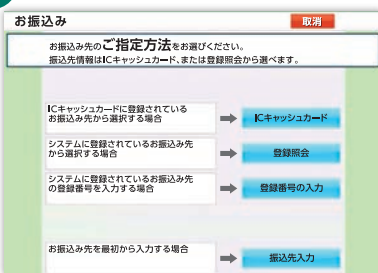 お振込み
取消
お振込み先のご指定方法をお選びください。
振込先情報はICキャッシュカード、または登録照会から選べます。
ICキャッシュカードに登録されている
お振込み先から選択する場合
ICキャッシュカード
システムに登録されているお振込み先
から選択する場合
登録照会
システムに登録されているお振込み先
の登録番号を入力する場合
登録番号の入力
お振込み先を最初から入力する場合
振込先入力